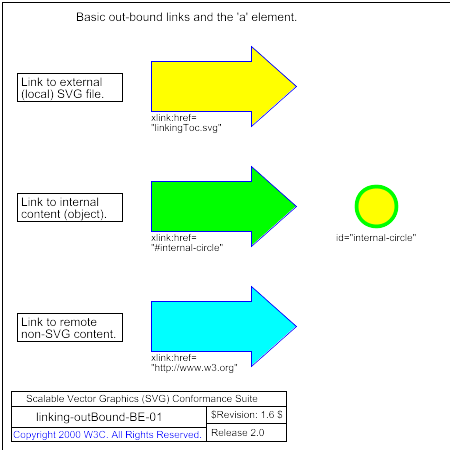 Basic out-bound links and the 'a' element.
Link to external
(local) SVG file.
xlink:href=
"linkingToc.svg"
Link to internal
content (object).
xlink:href=
"#internal-circle"
id="internal-circle"
Link to remote
non-SVG content.
xlink:href=
"http://www.w3.org"
Scalable Vector Graphics (SVG) Conformance Suite
linking-outBound-BE-01
$Revision: 1.6 $
Copyright 2000 W3C. All Rights Reserved.
Release 2.0